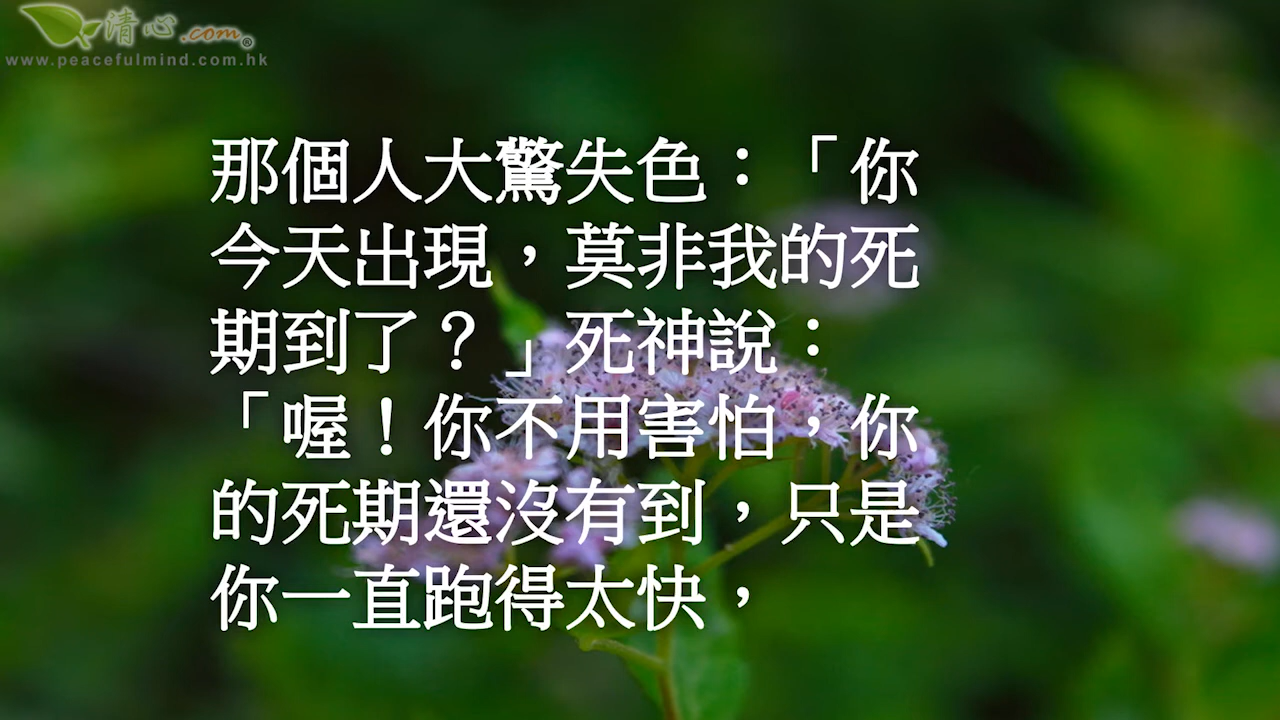 清心.com®
www.peacefulmind.com.hk
那個人大驚失色：「你
今天出現，莫非我的死
期到了？」死神說：
「喔！你不用害怕，你
的死期還沒有到，只是
你一直跑得太快，